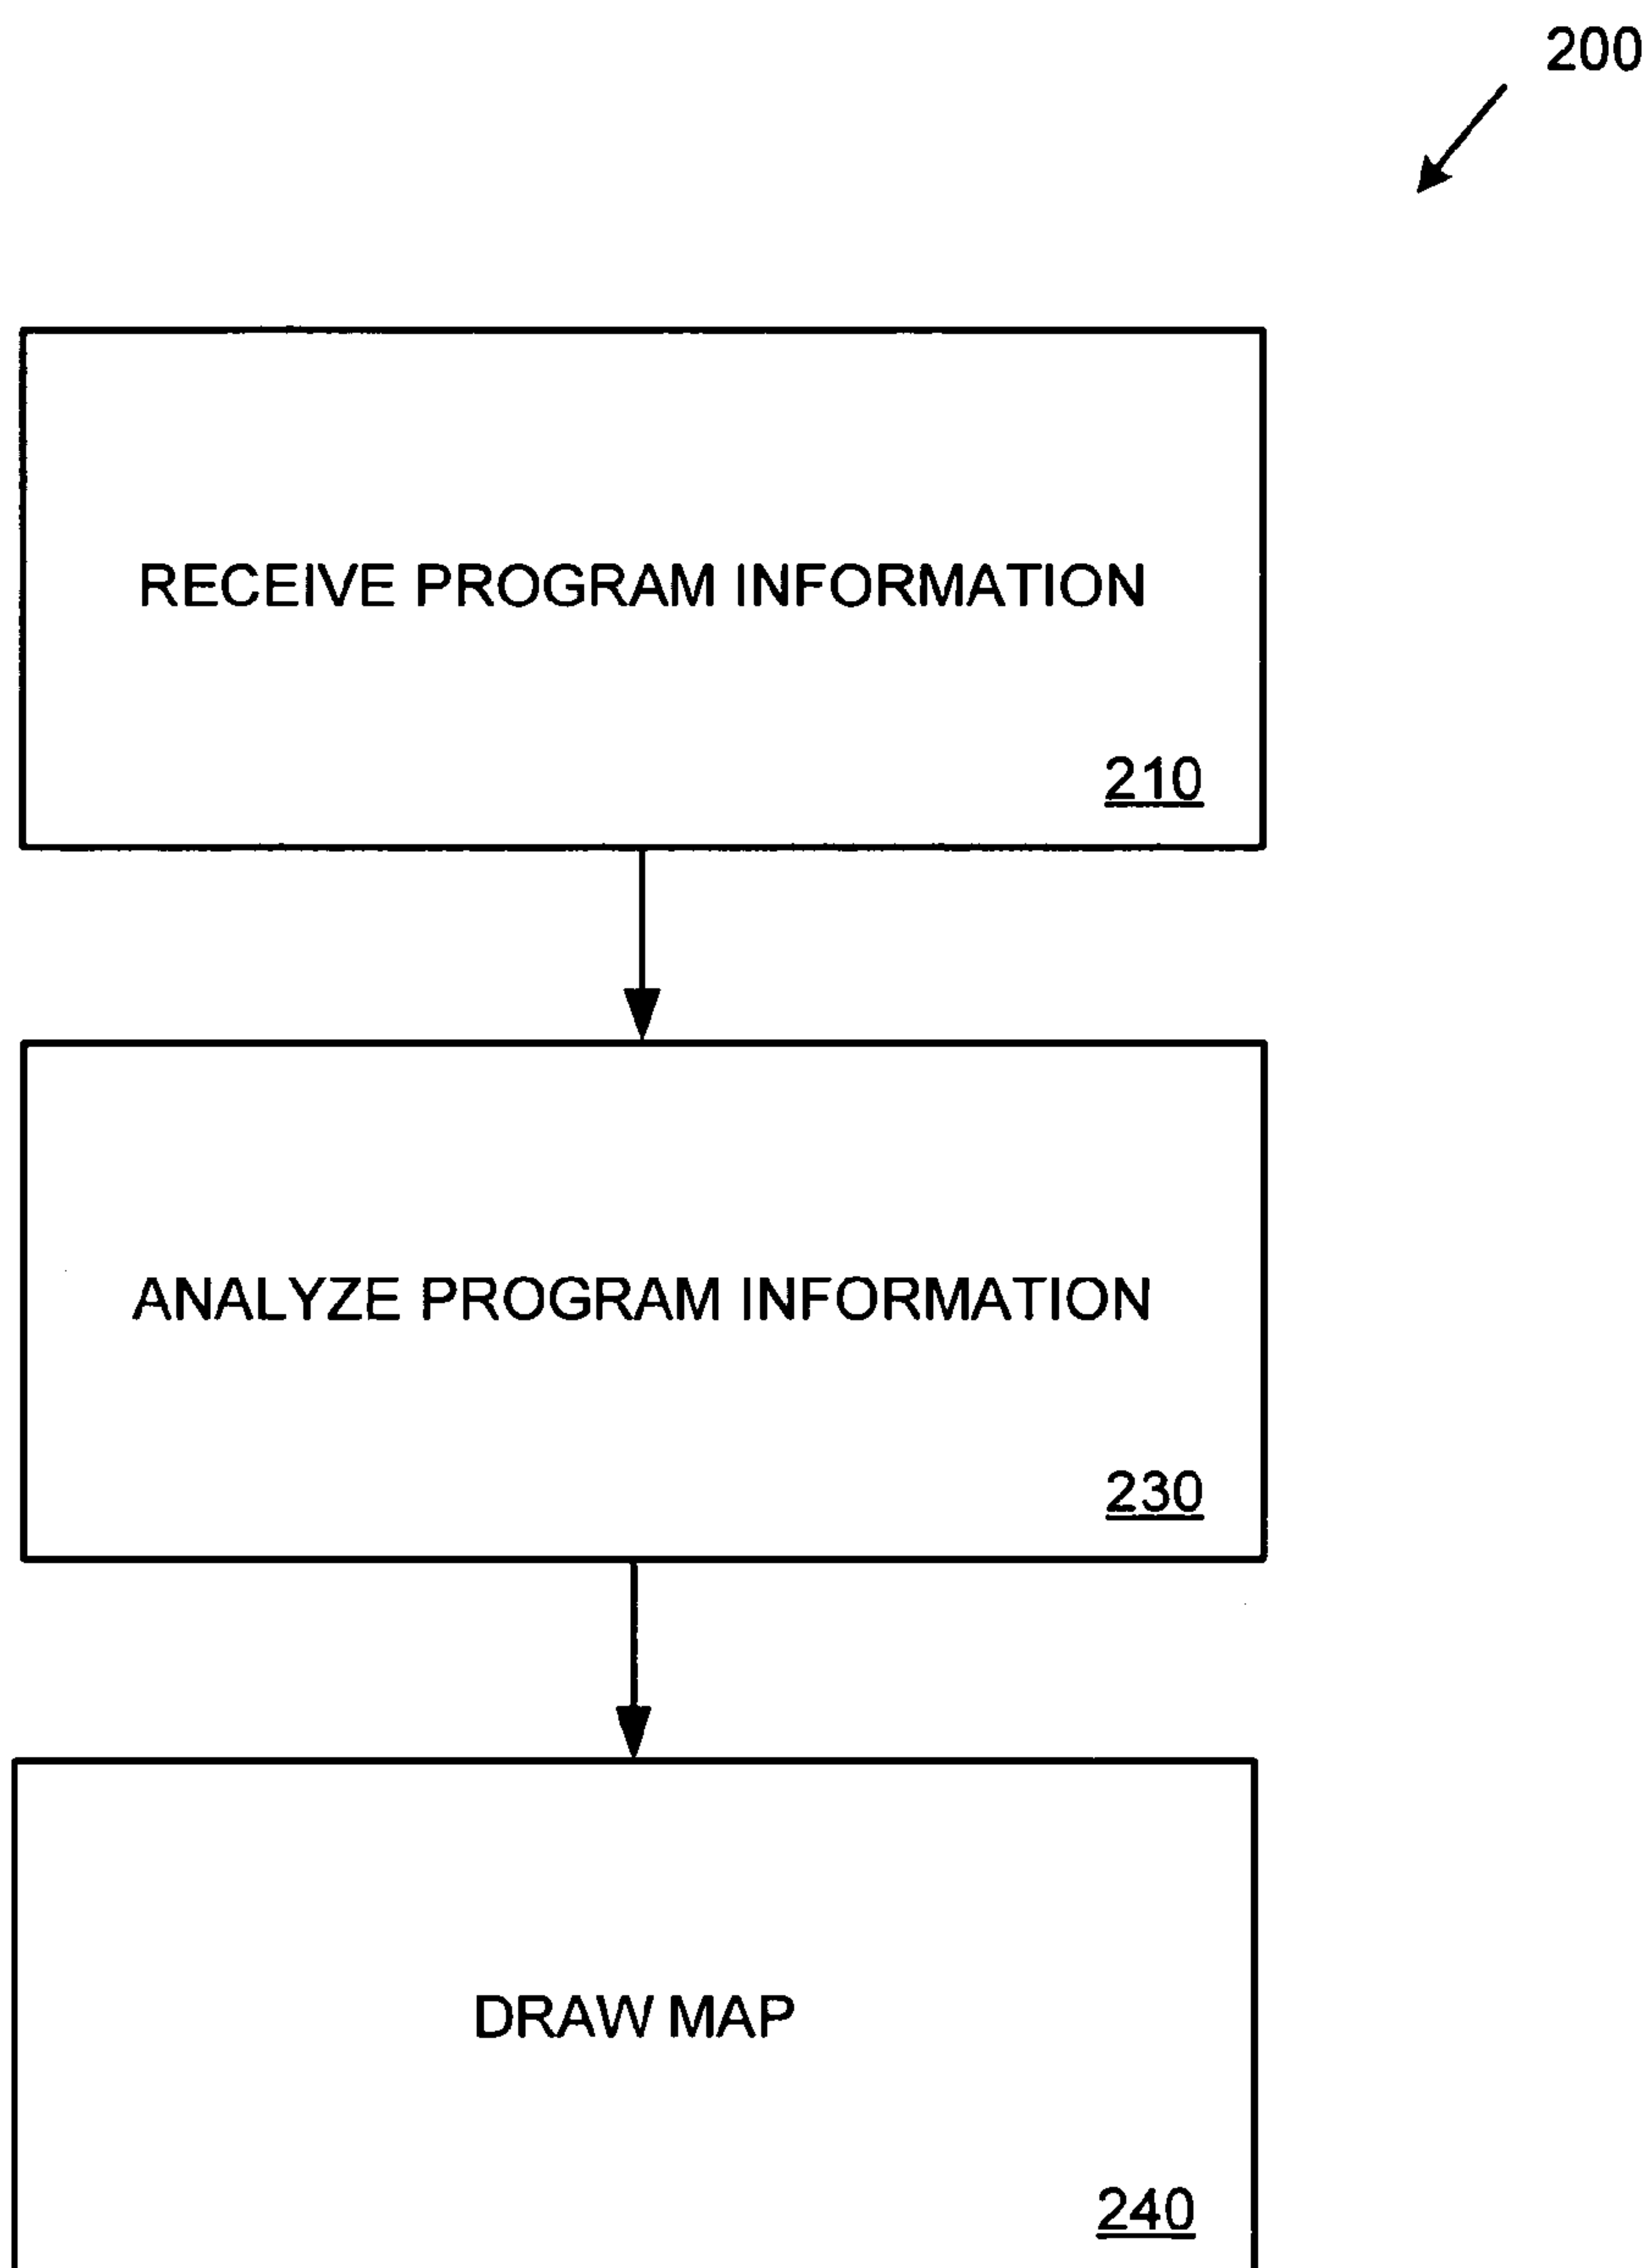 200
RECEIVE PROGRAM INFORMATION
210
ANALYZE PROGRAM INFORMATION
230
DRAW MAP
240